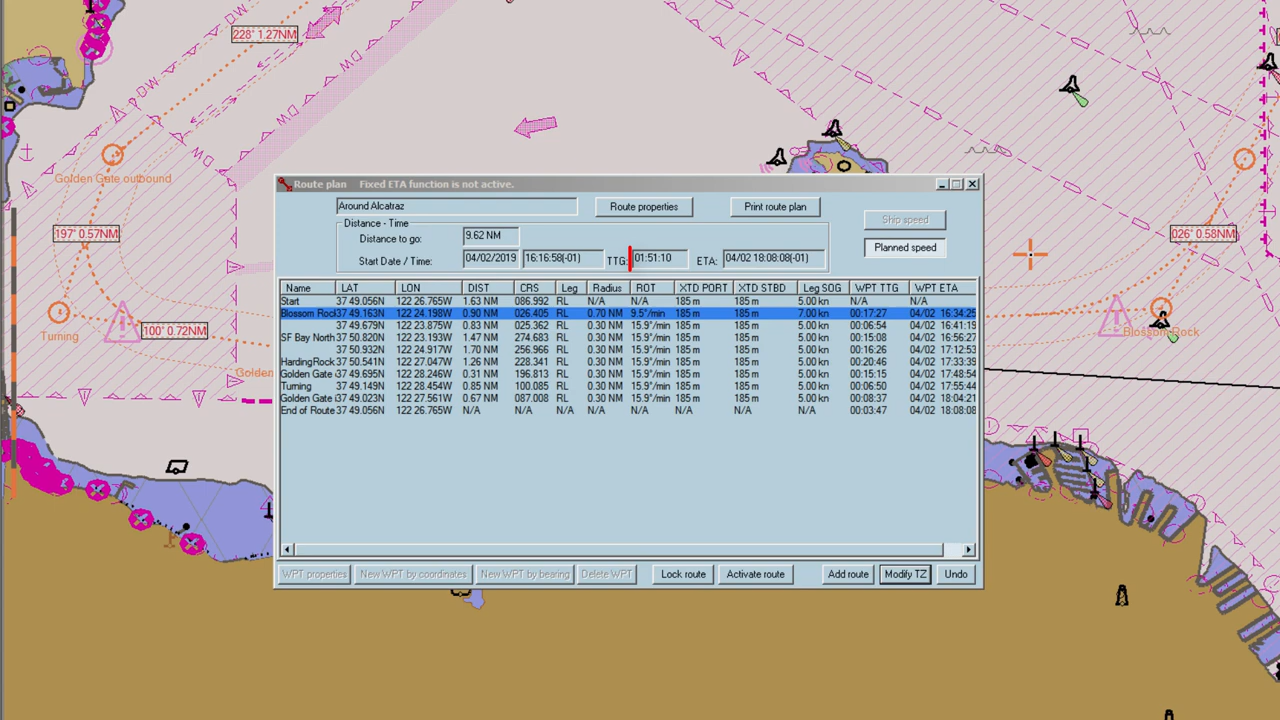 228° 1.27NM
DW
DW
DW
DW
DW
DW
Golden Gate outbound
197° 0.57NM
026° 0.58NM
Turning
100° 0.72NM
Blossom Rock
Golden
Route plan Fixed ETA function is not active.
Around Alcatraz
Route properties
Print route plan
Ship speed
Distance - Time
Distance to go: 9.62 NM
Planned speed
Start Date / Time: 04/02/2019 16:16:58(-01) TTG: 01:51:10 ETA: 04/02 18:08:08(-01)
Name LAT LON DIST CRS Leg Radius ROT XTD PORT XTD STBD Leg SOG WPT TTG WPT ETA
Start 37 49.056N 122 26.765W 1.63 NM 086.992 RL N/A N/A 185 m 185 m 5.00 kn N/A N/A
Blossom Rock 37 49.163N 122 24.198W 0.90 NM 026.405 RL 0.70 NM 9.5°/min 185 m 185 m 7.00 kn 00:17:27 04/02 16:34:25
37 49.679N 122 23.875W 0.83 NM 025.362 RL 0.30 NM 15.9°/min 185 m 185 m 5.00 kn 00:06:54 04/02 16:41:19
SF Bay North 37 50.820N 122 23.193W 1.47 NM 274.683 RL 0.30 NM 15.9°/min 185 m 185 m 5.00 kn 00:15:08 04/02 16:56:27
37 50.932N 122 24.917W 1.70 NM 256.966 RL 0.30 NM 15.9°/min 185 m 185 m 5.00 kn 00:16:26 04/02 17:12:53
HardingRock 37 50.541N 122 27.047W 1.26 NM 228.341 RL 0.30 NM 15.9°/min 185 m 185 m 5.00 kn 00:20:46 04/02 17:33:39
Golden Gate 37 49.695N 122 28.246W 0.31 NM 196.813 RL 0.30 NM 15.9°/min 185 m 185 m 5.00 kn 00:15:15 04/02 17:48:54
Turning 37 49.149N 122 28.454W 0.85 NM 100.085 RL 0.30 NM 15.9°/min 185 m 185 m 5.00 kn 00:06:50 04/02 17:55:44
Golden Gate 37 49.023N 122 27.561W 0.67 NM 087.008 RL 0.30 NM 15.9°/min 185 m 185 m 5.00 kn 00:08:37 04/02 18:04:21
End of Route 37 49.056N 122 26.765W N/A N/A N/A N/A N/A N/A N/A N/A 00:03:47 04/02 18:08:08
WPT properties New WPT by coordinates New WPT by bearing Delete WPT Lock route Activate route Add route Modify TZ Undo